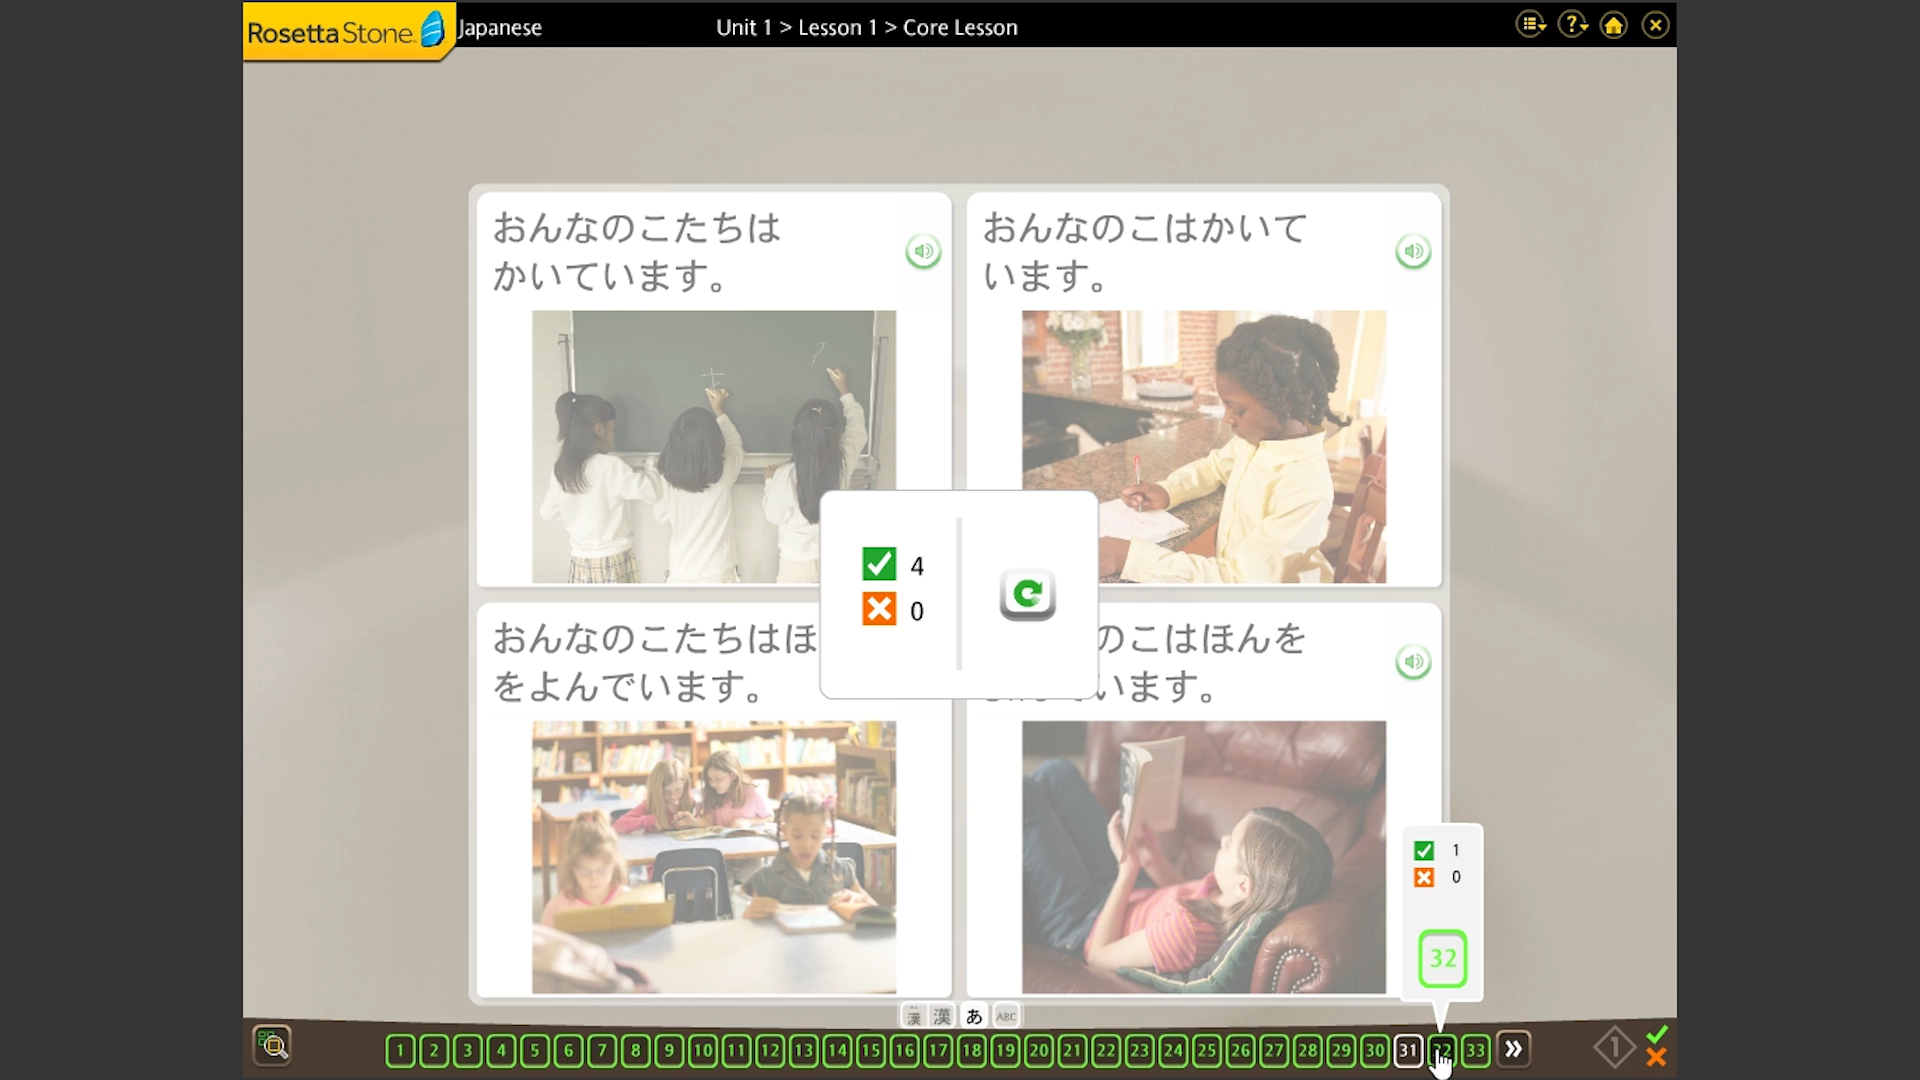 RosettaStone
Japanese
Unit 1 > Lesson 1 > Core Lesson
おんなのこたちは
かいています。
おんなのこはかいて
います。
おんなのこたちはほ
をよんでいます。
のこはほんを
います。
4
0
1
0
32
漢 漢 あ ABC
1 2 3 4 5 6 7 8 9 10 11 12 13 14 15 16 17 18 19 20 21 22 23 24 25 26 27 28 29 30 31 32 33
1